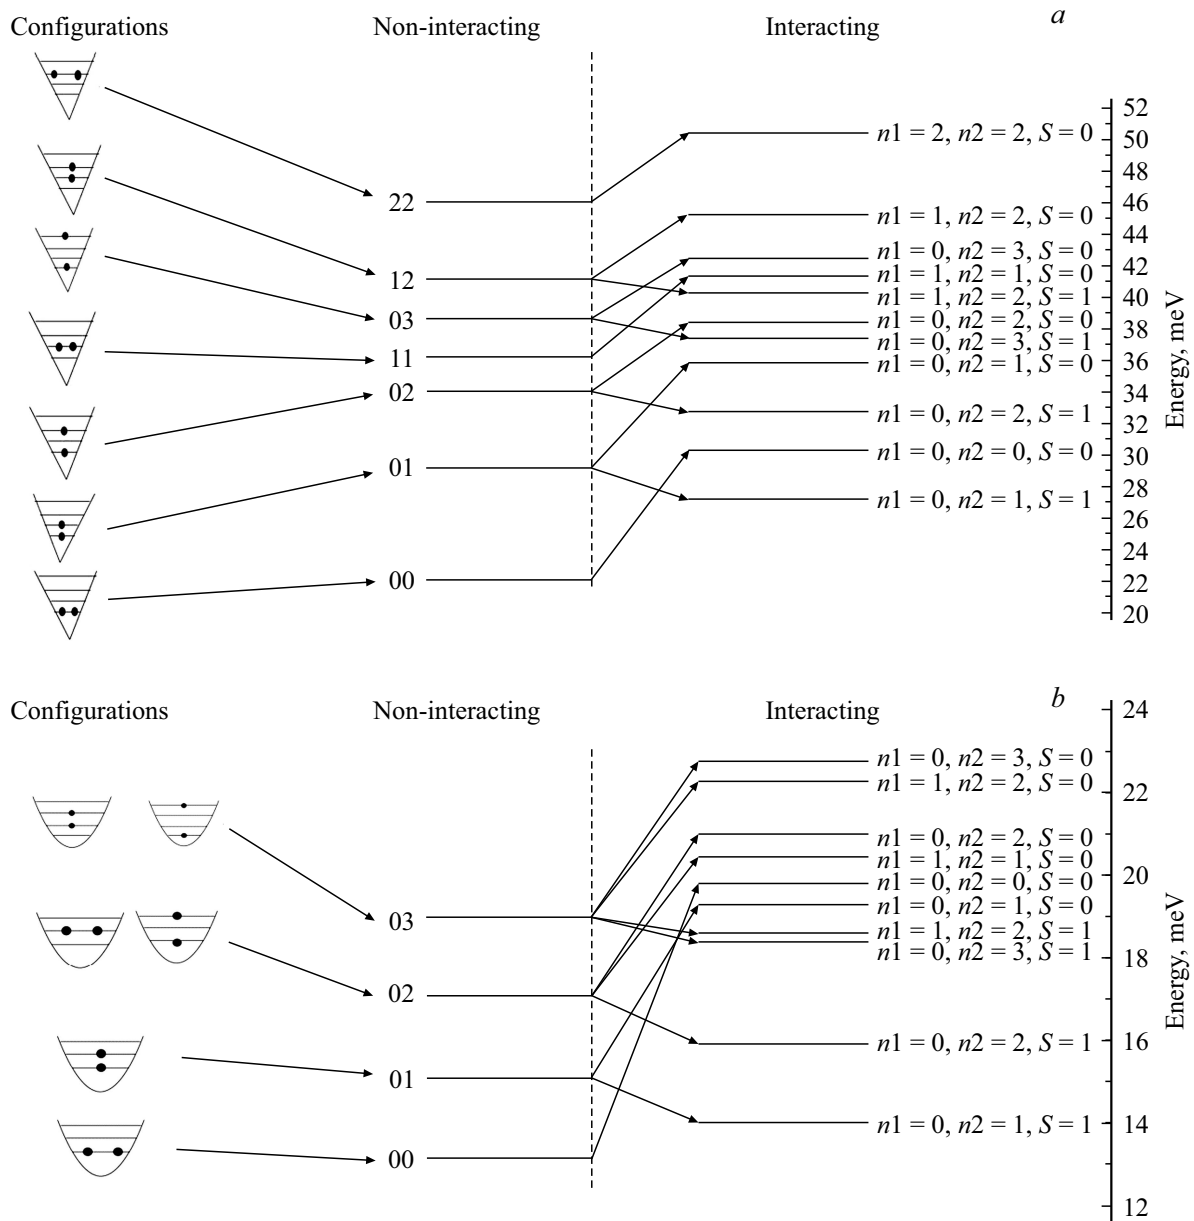 a
Configurations Non-interacting Interacting
52
n1 = 2, n2 = 2, S = 0
50
48
46
22
n1 = 1, n2 = 2, S = 0
44
n1 = 0, n2 = 3, S = 0
42
n1 = 1, n2 = 1, S = 0
12
n1 = 1, n2 = 2, S = 1
40
03
n1 = 0, n2 = 2, S = 0
38
n1 = 0, n2 = 3, S = 1
11
n1 = 0, n2 = 1, S = 0
36
02
34
n1 = 0, n2 = 2, S = 1
32
n1 = 0, n2 = 0, S = 0
30
01
28
n1 = 0, n2 = 1, S = 1
26
24
00
22
20
Energy, meV
b
Configurations Non-interacting Interacting
24
n1 = 0, n2 = 3, S = 0
n1 = 1, n2 = 2, S = 0
22
n1 = 0, n2 = 2, S = 0
n1 = 1, n2 = 1, S = 0
20
n1 = 0, n2 = 0, S = 0
n1 = 0, n2 = 1, S = 0
03
n1 = 1, n2 = 2, S = 1
n1 = 0, n2 = 3, S = 1
18
02
n1 = 0, n2 = 2, S = 1
16
01
n1 = 0, n2 = 1, S = 1
14
00
12
Energy, meV